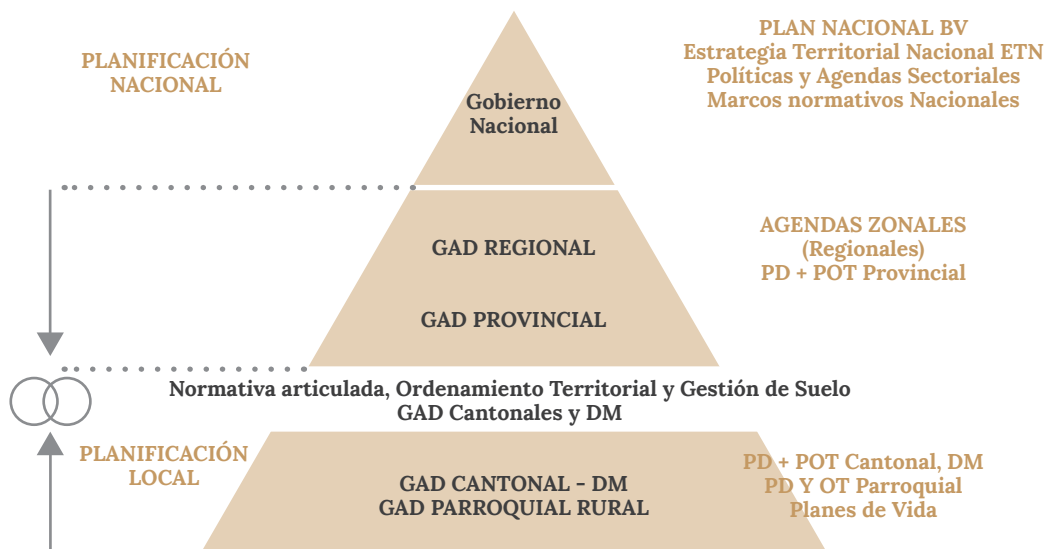 PLANIFICACIÓN
NACIONAL
Gobierno
Nacional
PLAN NACIONAL BV
Estrategia Territorial Nacional ETN
Políticas y Agendas Sectoriales
Marcos normativos Nacionales
GAD REGIONAL
GAD PROVINCIAL
AGENDAS ZONALES
(Regionales)
PD + POT Provincial
Normativa articulada, Ordenamiento Territorial y Gestión de Suelo
GAD Cantonales y DM
PLANIFICACIÓN
LOCAL
GAD CANTONAL - DM
GAD PARROQUIAL RURAL
PD + POT Cantonal, DM
PD Y OT Parroquial
Planes de Vida